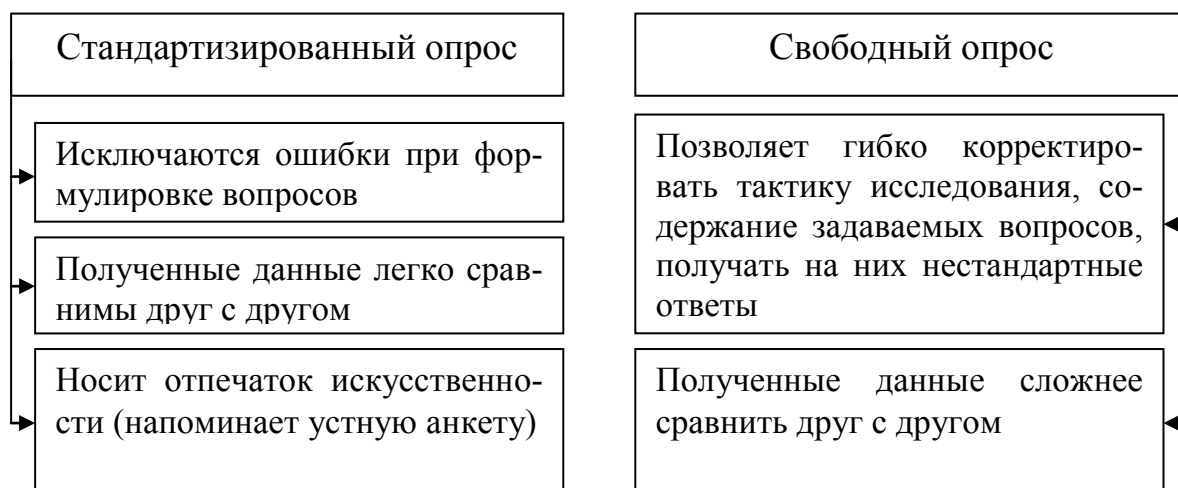 Стандартизированный опрос
Исключаются ошибки при фор-
мулировке вопросов
Полученные данные легко срав-
нимы друг с другом
Носит отпечаток искусственно-
сти (напоминает устную анкету)
Свободный опрос
Позволяет гибко корректиро-
вать тактику исследования, со-
держание задаваемых вопросов,
получать на них нестандартные
ответы
Полученные данные сложнее
сравнить друг с другом